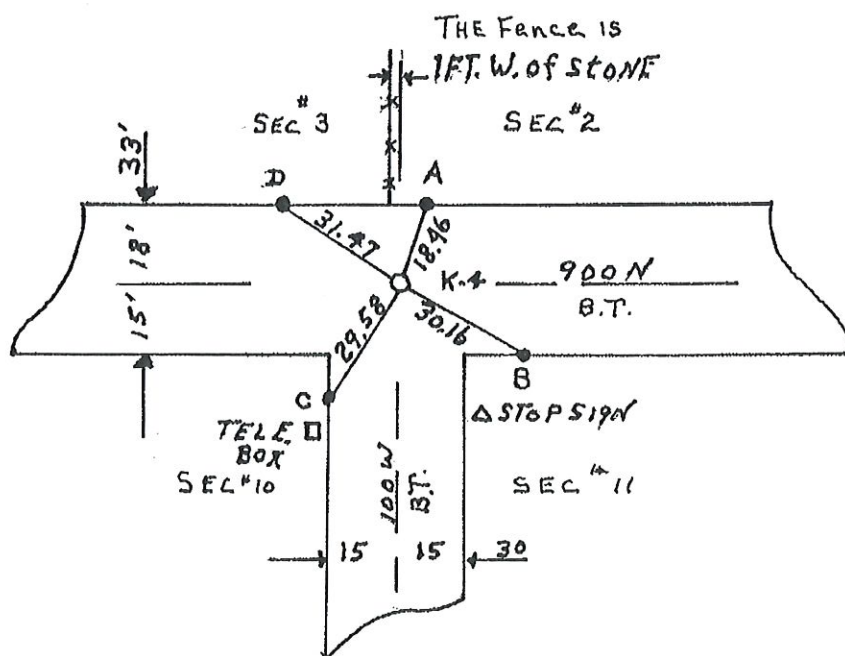 THE Fence IS
1FT. W. of STONE
SEC #3
SEC #2
33'
D
A
31.47
18.46
18'
K.4
900 N
B.T.
15'
29.58
30.16
B
C
TELE.
BOX
STOP SIGN
SEC #10
100 W
B.T.
SEC #11
15
15
30